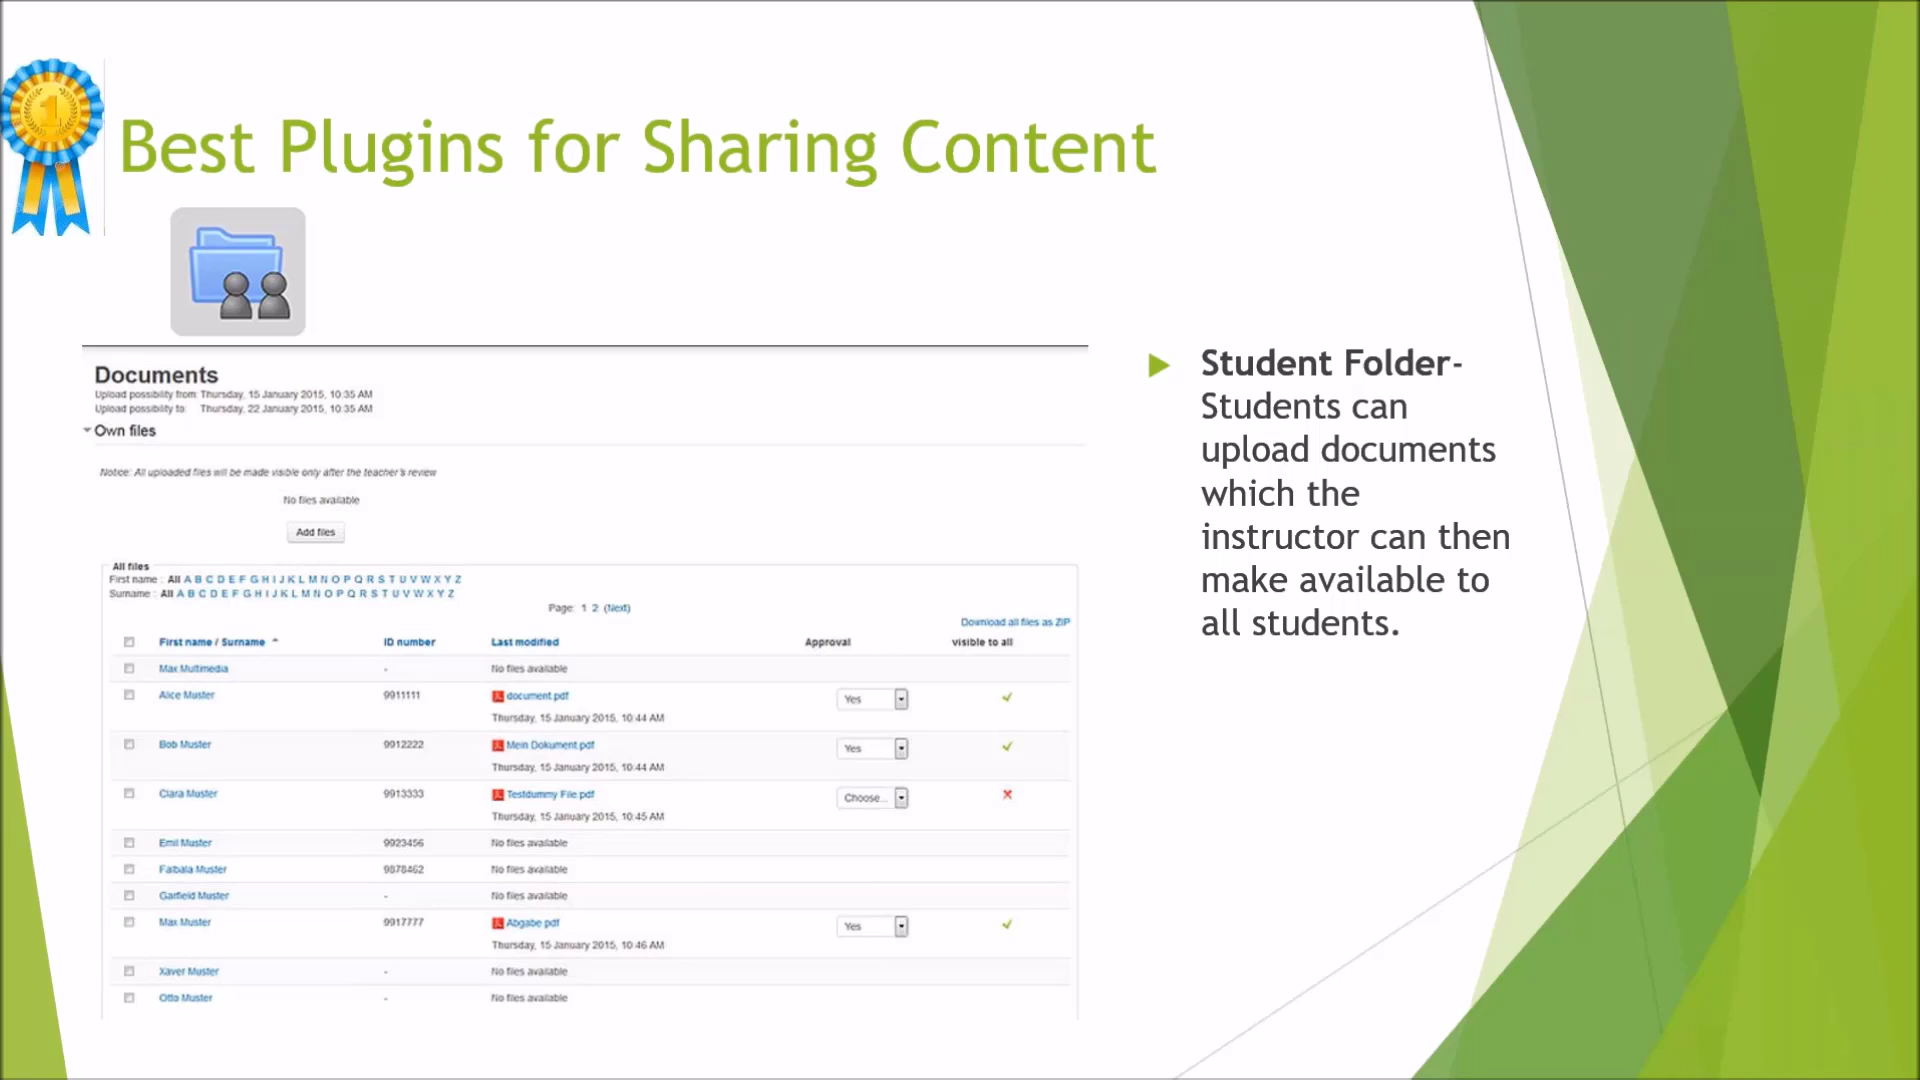 1
Best Plugins for Sharing Content
Documents
Upload possibility from: Thursday, 15 January 2015, 10:35 AM
Upload possibility to: Thursday, 22 January 2015, 10:35 AM
Own files
Notice: All uploaded files will be made visible only after the teacher's review
No files available
Add files
All files
First name : All A B C D E F G H I J K L M N O P Q R S T U V W X Y Z
Surname : All A B C D E F G H I J K L M N O P Q R S T U V W X Y Z
Page: 1 2 (Next)
Download all files as ZIP
First name / Surname ID number Last modified Approval visible to all
Max Multimedia - No files available
Alice Muster 9911111 document.pdf Yes
Thursday, 15 January 2015, 10:44 AM
Bob Muster 9912222 Mein Dokument.pdf Yes
Thursday, 15 January 2015, 10:44 AM
Clara Muster 9913333 Testdummy File.pdf Choose...
Thursday, 15 January 2015, 10:45 AM
Emil Muster 9923456 No files available
Falbala Muster 9878462 No files available
Garfield Muster - No files available
Max Muster 9917777 Abgabe.pdf Yes
Thursday, 15 January 2015, 10:46 AM
Xaver Muster - No files available
Otto Muster - No files available
Student Folder-
Students can
upload documents
which the
instructor can then
make available to
all students.